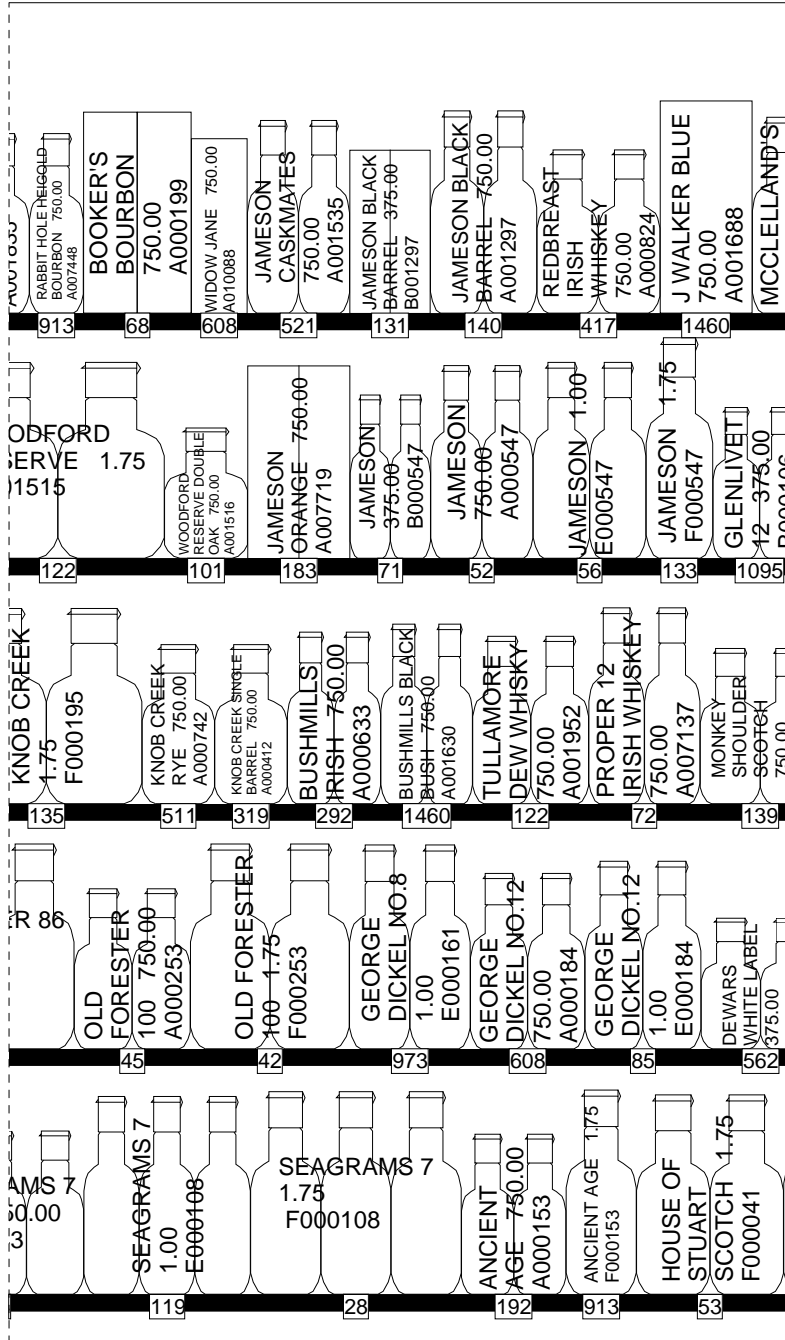 A001835
RABBIT HOLE HEIGOLD
BOURBON 750.00
A007448
BOOKER'S
BOURBON
750.00
A000199
WIDOW JANE 750.00
A010088
JAMESON
CASKMATES
750.00
A001535
JAMESON BLACK
BARREL 375.00
B001297
JAMESON BLACK
BARREL 750.00
A001297
REDBREAST
IRISH
WHISKEY
750.00
A000824
J WALKER BLUE
750.00
A001688
MCCLELLAND'S
913
68
608
521
131
140
417
1460
ODFORD
SERVE 1.75
01515
WOODFORD
RESERVE DOUBLE
OAK 750.00
A001516
JAMESON
ORANGE 750.00
A007719
JAMESON
375.00
B000547
JAMESON
750.00
A000547
JAMESON 1.00
E000547
JAMESON 1.75
F000547
GLENLIVET
12 375.00
122
101
183
71
52
56
133
1095
KNOB CREEK
1.75
F000195
KNOB CREEK
RYE 750.00
A000742
KNOB CREEK SINGLE
BARREL 750.00
A000412
BUSHMILLS
IRISH 750.00
A000633
BUSHMILLS BLACK
BUSH 750.00
A001630
TULLAMORE
DEW WHISKY
750.00
A001952
PROPER 12
IRISH WHISKEY
750.00
A007137
MONKEY
SHOULDER
SCOTCH
750.00
135
511
319
292
1460
122
72
139
ER 86
OLD
FORESTER
100 750.00
A000253
OLD FORESTER
100 1.75
F000253
GEORGE
DICKEL NO.8
1.00
E000161
GEORGE
DICKEL NO.12
750.00
A000184
GEORGE
DICKEL NO.12
1.00
E000184
DEWARS
WHITE LABEL
375.00
45
42
973
608
85
562
AMS 7
50.00
3
SEAGRAMS 7
1.00
E000108
SEAGRAMS 7
1.75
F000108
ANCIENT
AGE 750.00
A000153
ANCIENT AGE 1.75
F000153
HOUSE OF
STUART
SCOTCH 1.75
F000041
119
28
192
913
53